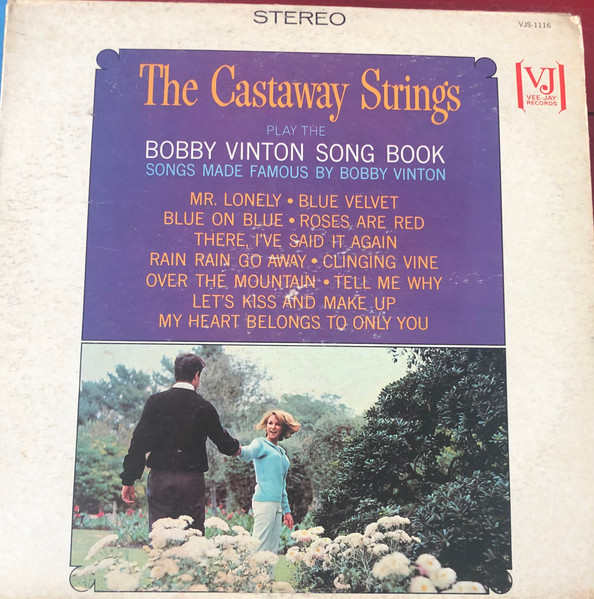 STEREO
VJS-1116
VJ
VEE-JAY
RECORDS
The Castaway Strings
PLAY THE
BOBBY VINTON SONG BOOK
SONGS MADE FAMOUS BY BOBBY VINTON
MR. LONELY • BLUE VELVET
BLUE ON BLUE • ROSES ARE RED
THERE, I'VE SAID IT AGAIN
RAIN RAIN GO AWAY • CLINGING VINE
OVER THE MOUNTAIN • TELL ME WHY
LET'S KISS AND MAKE UP
MY HEART BELONGS TO ONLY YOU